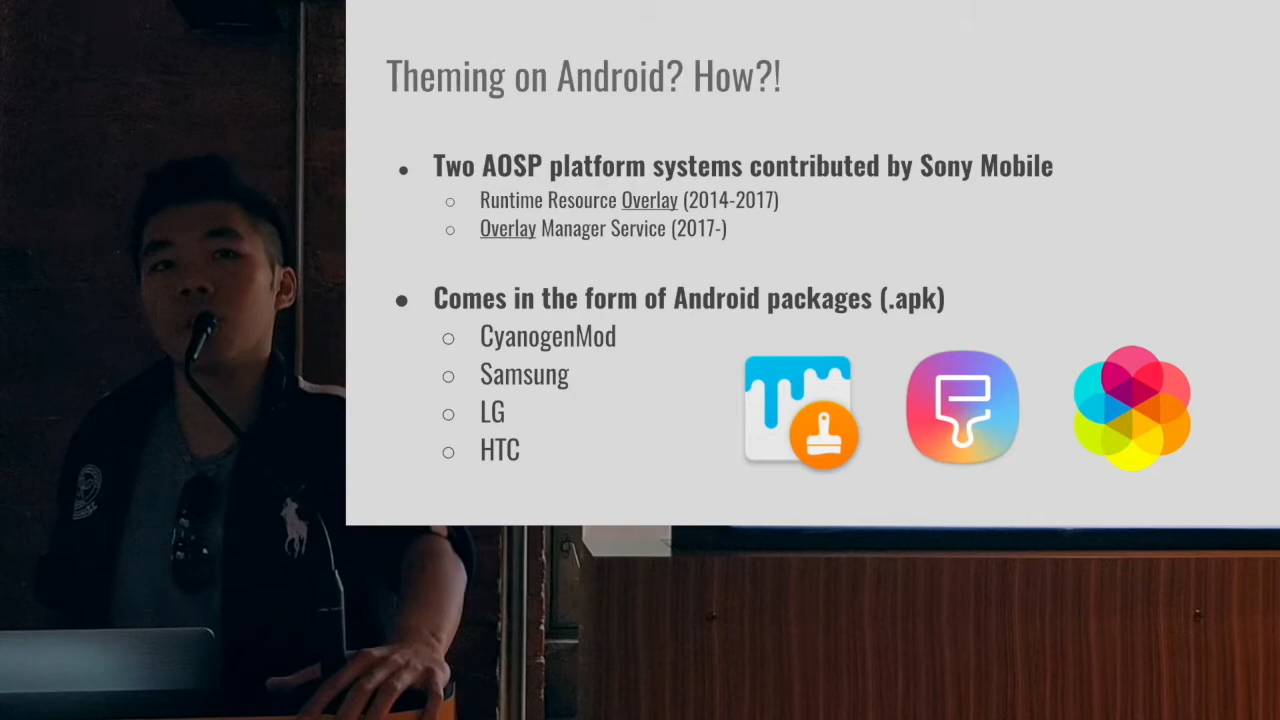 Theming on Android? How?!
● Two AOSP platform systems contributed by Sony Mobile
○ Runtime Resource Overlay (2014-2017)
○ Overlay Manager Service (2017-)
● Comes in the form of Android packages (.apk)
○ CyanogenMod
○ Samsung
○ LG
○ HTC